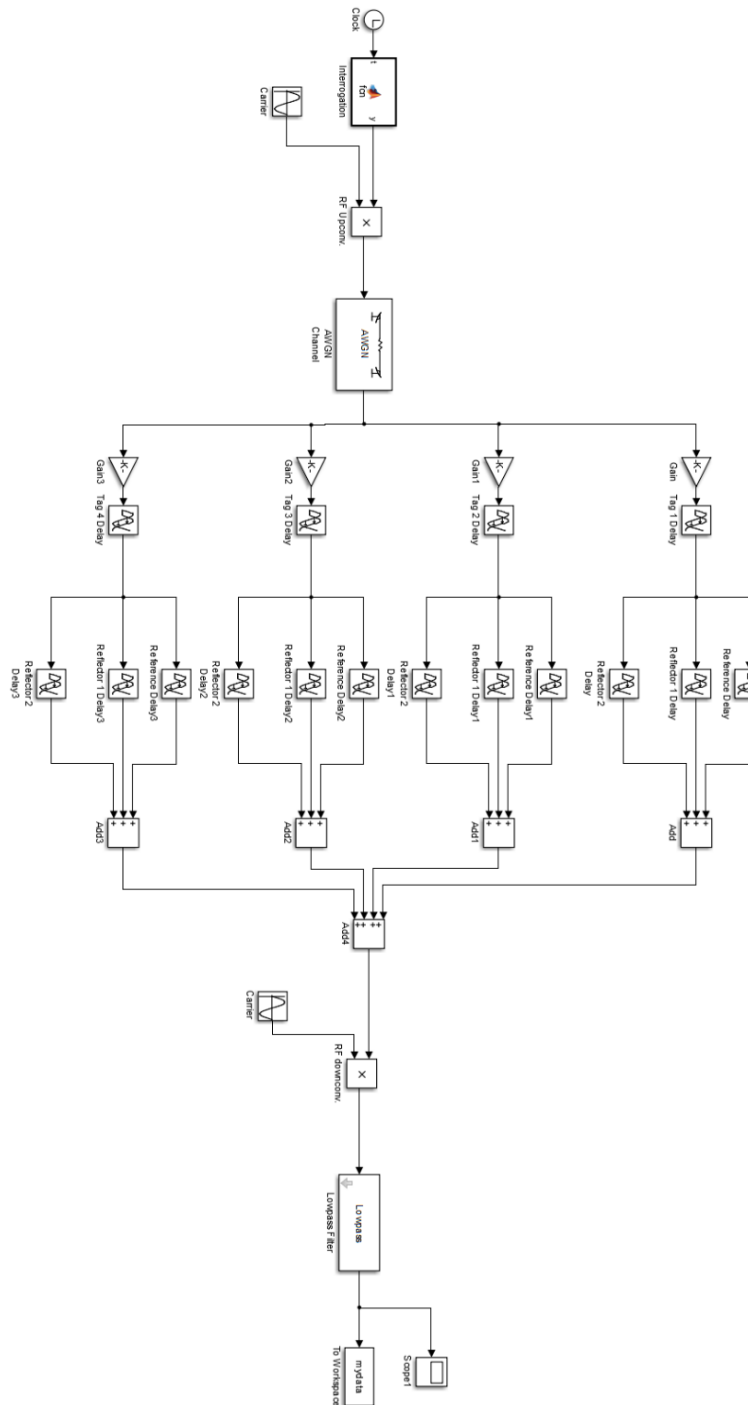 Clock
t
fcn
y
Interrogation
Carrier
×
RF Upconv.
AWGN
AWGN
Channel
-K-
Gain
Tag 1 Delay
Reference Delay
Reflector 1 Delay
Reflector 2
Delay
+
+
+
Add
-K-
Gain1
Tag 2 Delay
Reference Delay1
Reflector 1 Delay1
Reflector 2
Delay1
+
+
+
Add1
-K-
Gain2
Tag 3 Delay
Reference Delay2
Reflector 1 Delay2
Reflector 2
Delay2
+
+
+
Add2
-K-
Gain3
Tag 4 Delay
Reference Delay3
Reflector 1 Delay3
Reflector 2
Delay3
+
+
+
Add3
+
+
+
+
Add4
Carrier
×
RF downconv.
Lowpass
Lowpass Filter
Scope1
mydata
To Workspace